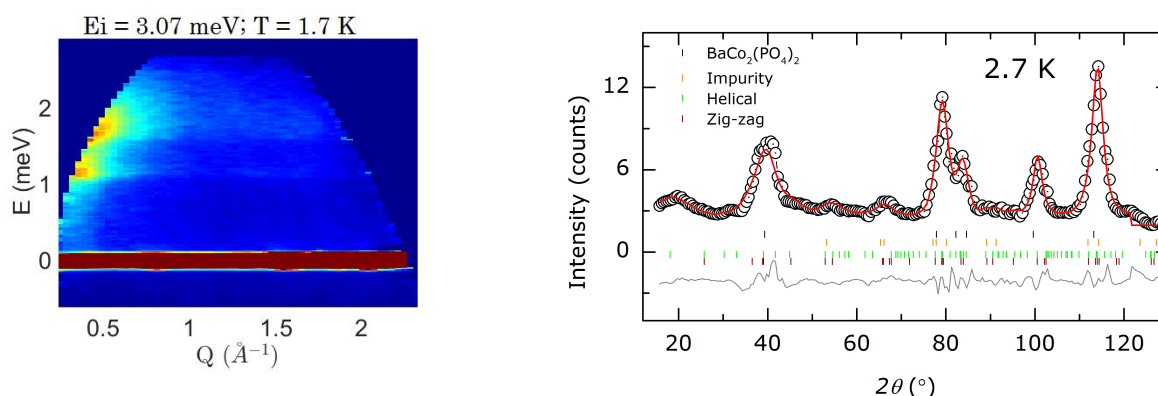 Ei = 3.07 meV; T = 1.7 K
E (meV)
2
1
0
0.5 1 1.5 2
Q (Å⁻¹)
Intensity (counts)
12
6
0
BaCo₂(PO₄)₂
Impurity
Helical
Zig-zag
2.7 K
20 40 60 80 100 120
2θ (°)